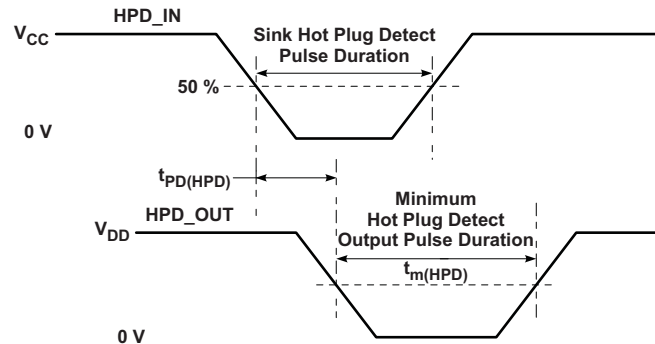 HPD_IN
V_CC
Sink Hot Plug Detect
Pulse Duration
50 %
0 V
t_PD(HPD)
Minimum
Hot Plug Detect
Output Pulse Duration
HPD_OUT
V_DD
t_m(HPD)
0 V